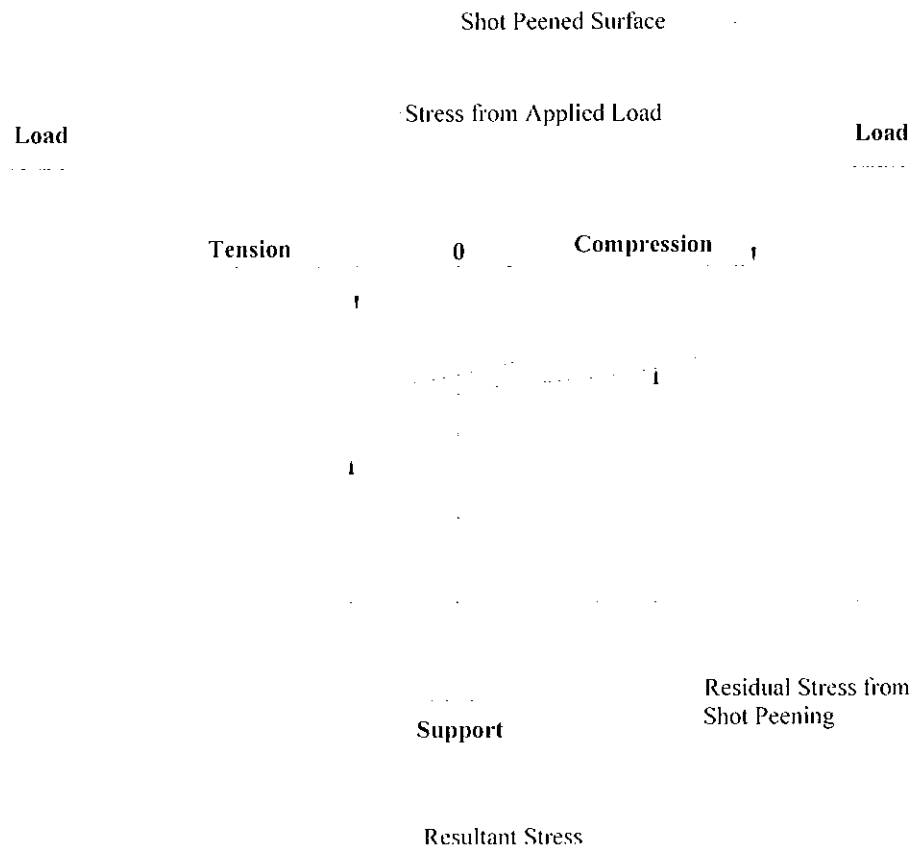 Shot Peened Surface
Stress from Applied Load
Load
Load
Tension 0 Compression
Residual Stress from
Shot Peening
Support
Resultant Stress